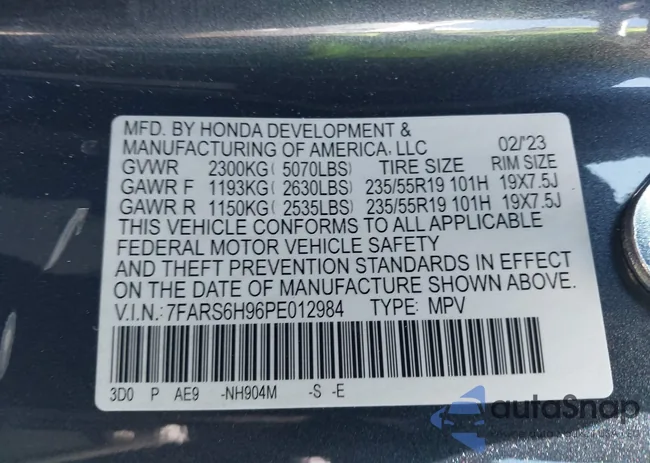 MFD. BY HONDA DEVELOPMENT &
MANUFACTURING OF AMERICA, LLC 02/'23
GVWR 2300KG( 5070LBS) TIRE SIZE RIM SIZE
GAWR F 1193KG( 2630LBS) 235/55R19 101H 19X7.5J
GAWR R 1150KG( 2535LBS) 235/55R19 101H 19X7.5J
THIS VEHICLE CONFORMS TO ALL APPLICABLE
FEDERAL MOTOR VEHICLE SAFETY
AND THEFT PREVENTION STANDARDS IN EFFECT
ON THE DATE OF MANUFACTURE SHOWN ABOVE.
V.I.N.:7FARS6H96PE012984 TYPE: MPV
3D0 P AE9 -NH904M -S -E
autoSnap